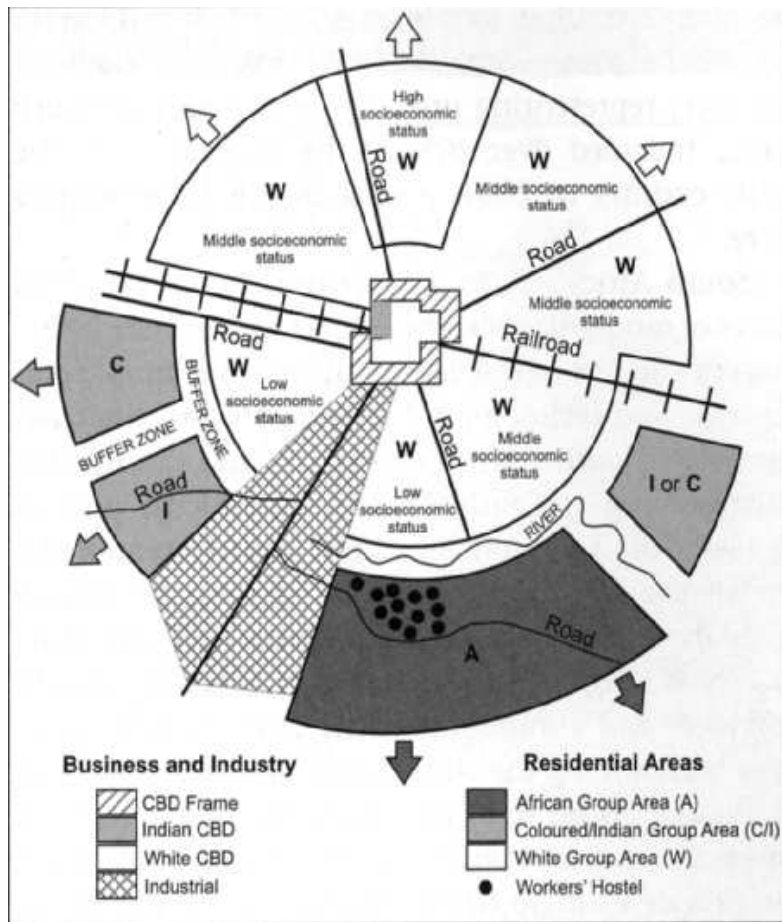 High
socioeconomic
status
W
Road
W
Middle socioeconomic
status
W
Middle socioeconomic
status
Road
W
Middle socioeconomic
status
Railroad
Road
W
Low
socioeconomic
status
C
BUFFER ZONE
BUFFER ZONE
Road
I
W
Low
socioeconomic
status
Road
W
Middle
socioeconomic
status
I or C
RIVER
Road
A
Business and Industry
CBD Frame
Indian CBD
White CBD
Industrial
Residential Areas
African Group Area (A)
Coloured/Indian Group Area (C/I)
White Group Area (W)
Workers' Hostel